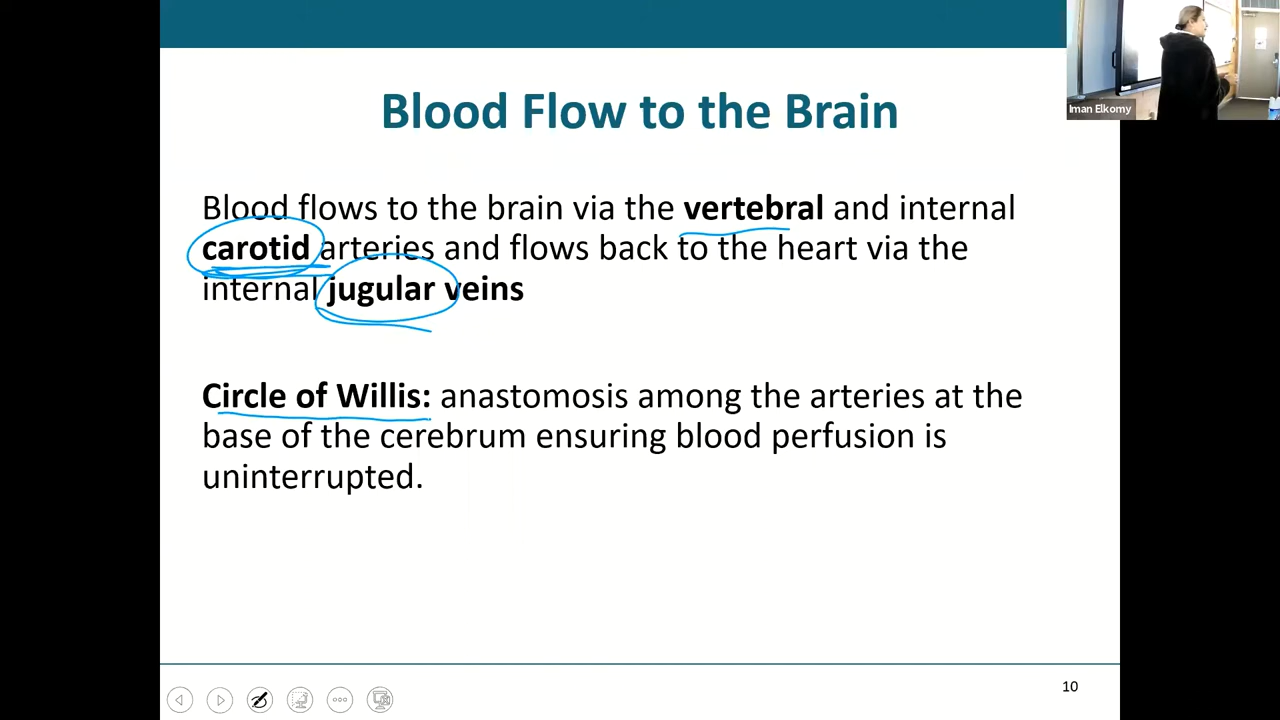 Iman Elkomy
Blood Flow to the Brain
Blood flows to the brain via the vertebral and internal
carotid arteries and flows back to the heart via the
internal jugular veins
Circle of Willis: anastomosis among the arteries at the
base of the cerebrum ensuring blood perfusion is
uninterrupted.
10